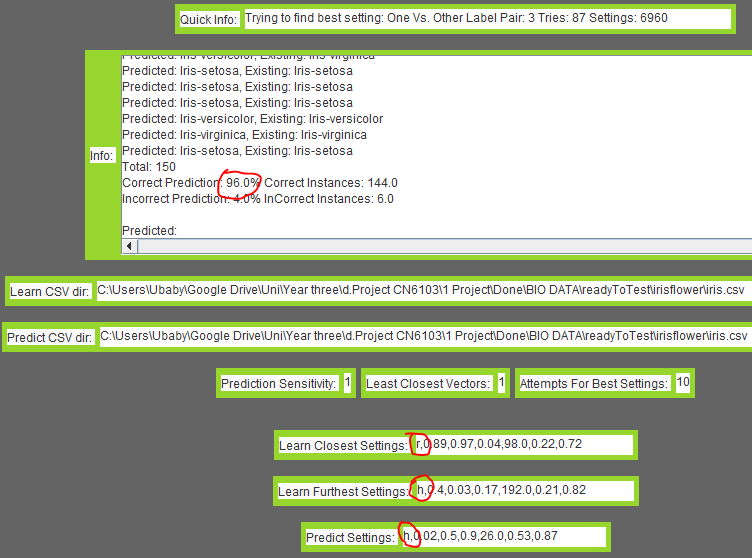 Quick Info: Trying to find best setting: One Vs. Other Label Pair: 3 Tries: 87 Settings: 6960
Predicted: Iris-versicolor, Existing: Iris-virginica
Predicted: Iris-setosa, Existing: Iris-setosa
Predicted: Iris-setosa, Existing: Iris-setosa
Predicted: Iris-setosa, Existing: Iris-setosa
Predicted: Iris-versicolor, Existing: Iris-versicolor
Predicted: Iris-virginica, Existing: Iris-virginica
Predicted: Iris-setosa, Existing: Iris-setosa
Info:
Total: 150
Correct Prediction: 96.0% Correct Instances: 144.0
Incorrect Prediction: 4.0% InCorrect Instances: 6.0
Predicted:
Learn CSV dir: C:\Users\Ubaby\Google Drive\Uni\Year three\d.Project CN6103\1 Project\Done\BIO DATA\readyToTest\irisflower\iris.csv
Predict CSV dir: C:\Users\Ubaby\Google Drive\Uni\Year three\d.Project CN6103\1 Project\Done\BIO DATA\readyToTest\irisflower\iris.csv
Prediction Sensitivity: 1 Least Closest Vectors: 1 Attempts For Best Settings: 10
Learn Closest Settings: r,0.89,0.97,0.04,98.0,0.22,0.72
Learn Furthest Settings: h,0.4,0.03,0.17,192.0,0.21,0.82
Predict Settings: h,0.02,0.5,0.9,26.0,0.53,0.87